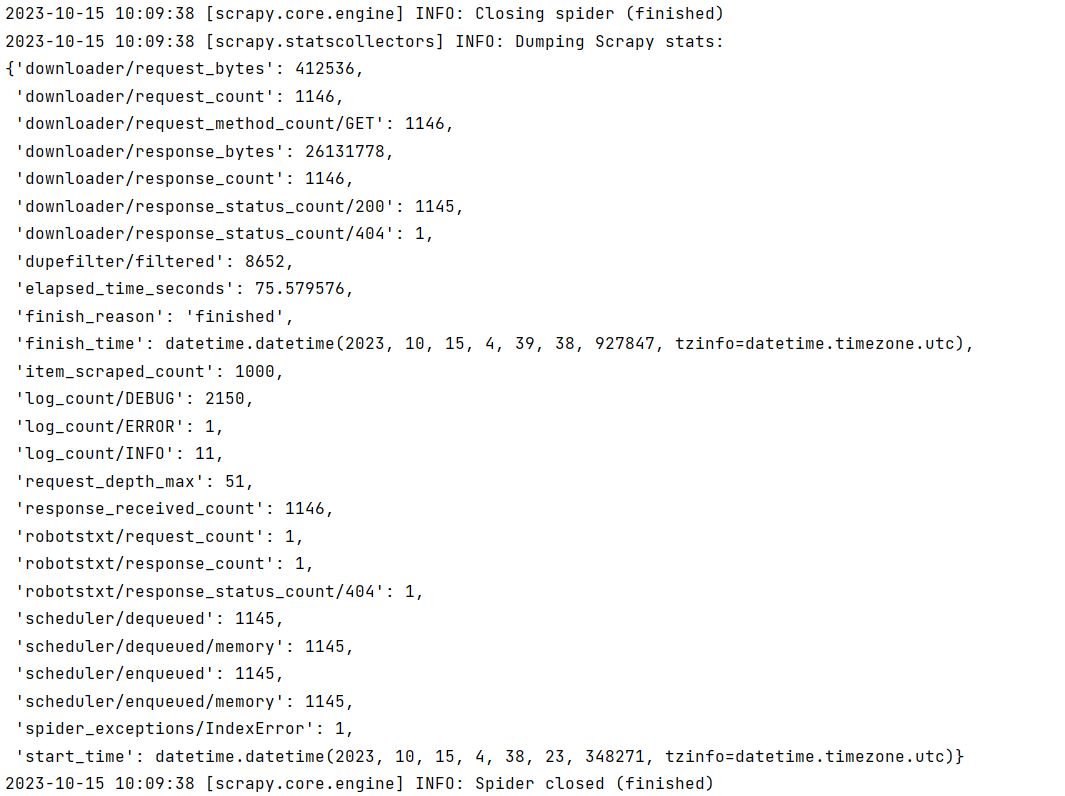 2023-10-15 10:09:38 [scrapy.core.engine] INFO: Closing spider (finished)
2023-10-15 10:09:38 [scrapy.statscollectors] INFO: Dumping Scrapy stats:
{'downloader/request_bytes': 412536,
 'downloader/request_count': 1146,
 'downloader/request_method_count/GET': 1146,
 'downloader/response_bytes': 26131778,
 'downloader/response_count': 1146,
 'downloader/response_status_count/200': 1145,
 'downloader/response_status_count/404': 1,
 'dupefilter/filtered': 8652,
 'elapsed_time_seconds': 75.579576,
 'finish_reason': 'finished',
 'finish_time': datetime.datetime(2023, 10, 15, 4, 39, 38, 927847, tzinfo=datetime.timezone.utc),
 'item_scraped_count': 1000,
 'log_count/DEBUG': 2150,
 'log_count/ERROR': 1,
 'log_count/INFO': 11,
 'request_depth_max': 51,
 'response_received_count': 1146,
 'robotstxt/request_count': 1,
 'robotstxt/response_count': 1,
 'robotstxt/response_status_count/404': 1,
 'scheduler/dequeued': 1145,
 'scheduler/dequeued/memory': 1145,
 'scheduler/enqueued': 1145,
 'scheduler/enqueued/memory': 1145,
 'spider_exceptions/IndexError': 1,
 'start_time': datetime.datetime(2023, 10, 15, 4, 38, 23, 348271, tzinfo=datetime.timezone.utc)}
2023-10-15 10:09:38 [scrapy.core.engine] INFO: Spider closed (finished)